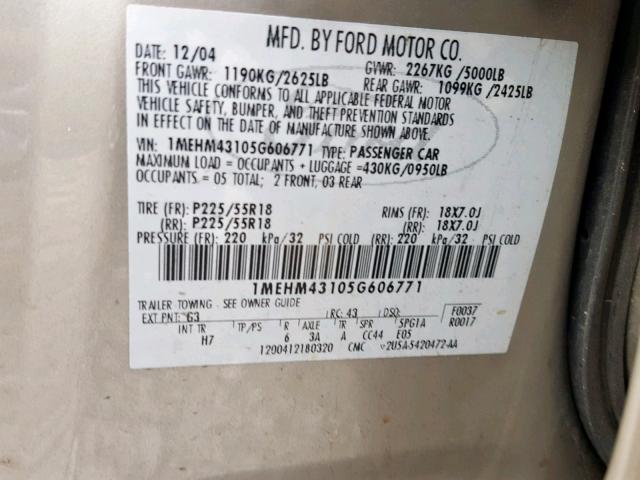 MFD. BY FORD MOTOR CO.
DATE: 12/04 GVWR: 2267KG /5000LB
FRONT GAWR: 1190KG/2625LB REAR GAWR: 1099KG /2425LB
THIS VEHICLE CONFORMS TO ALL APPLICABLE FEDERAL MOTOR
VEHICLE SAFETY, BUMPER, AND THEFT PREVENTION STANDARDS
IN EFFECT ON THE DATE OF MANUFACTURE SHOWN ABOVE.
VIN: 1MEHM43105G606771 TYPE: PASSENGER CAR
MAXIMUM LOAD = OCCUPANTS + LUGGAGE =430KG/0950LB
OCCUPANTS = 05 TOTAL; 2 FRONT, 03 REAR
TIRE (FR): P225/55R18 RIMS (FR): 18X7.0J
(RR): P225/55R18 (RR): 18X7.0J
PRESSURE (FR): 220 kPa/32 PSI COLD (RR): 220 kPa/32 PSI COLD
1MEHM43105G606771
TRAILER TOWING - SEE OWNER GUIDE
EXT PNT: G3 RC: 43 DSO: F0037
INT TR TP/PS R AXLE TR SPR 5PG1A R0017
H7 6 3A A CC44 E05
1200412180320 CMC 2U5A-5420472-AA